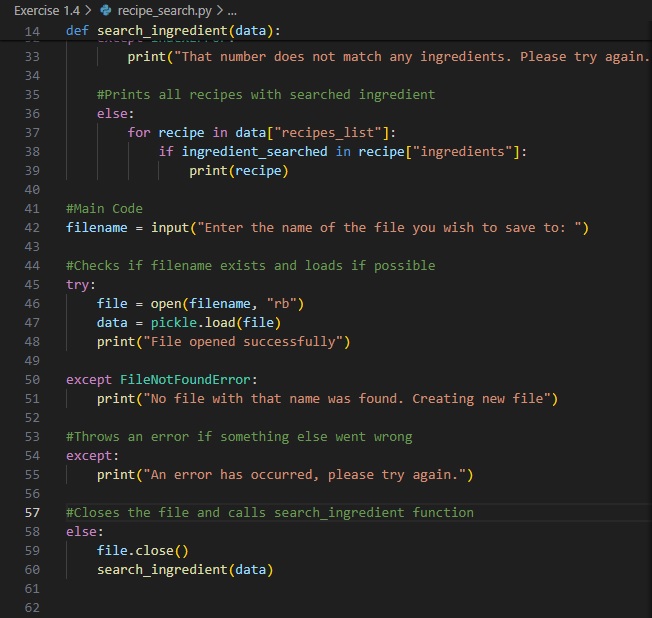 Exercise 1.4 > recipe_search.py > ...
14 def search_ingredient(data):
33 print("That number does not match any ingredients. Please try again.
34
35 #Prints all recipes with searched ingredient
36 else:
37 for recipe in data["recipes_list"]:
38 if ingredient_searched in recipe["ingredients"]:
39 print(recipe)
40
41 #Main Code
42 filename = input("Enter the name of the file you wish to save to: ")
43
44 #Checks if filename exists and loads if possible
45 try:
46 file = open(filename, "rb")
47 data = pickle.load(file)
48 print("File opened successfully")
49
50 except FileNotFoundError:
51 print("No file with that name was found. Creating new file")
52
53 #Throws an error if something else went wrong
54 except:
55 print("An error has occurred, please try again.")
56
57 #Closes the file and calls search_ingredient function
58 else:
59 file.close()
60 search_ingredient(data)
61
62